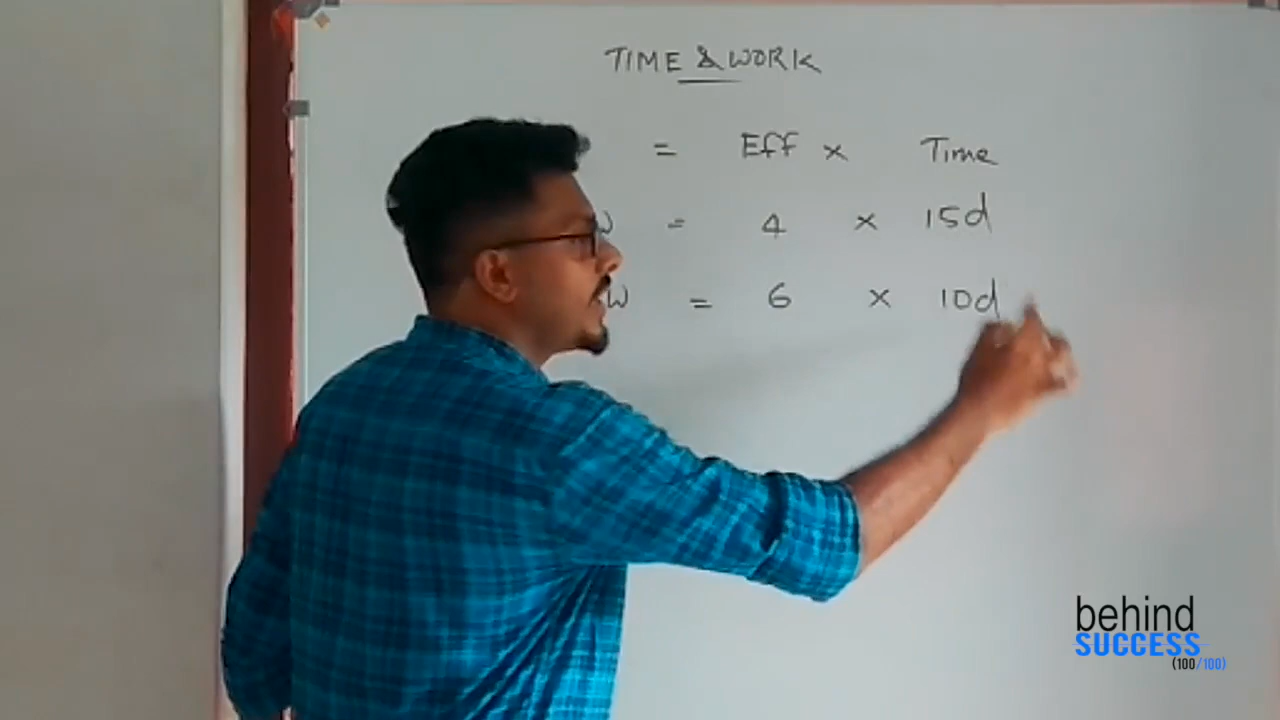 TIME & WORK
= Eff x Time
W = 4 x 15d
W = 6 x 10d
behind
SUCCESS
(100/100)